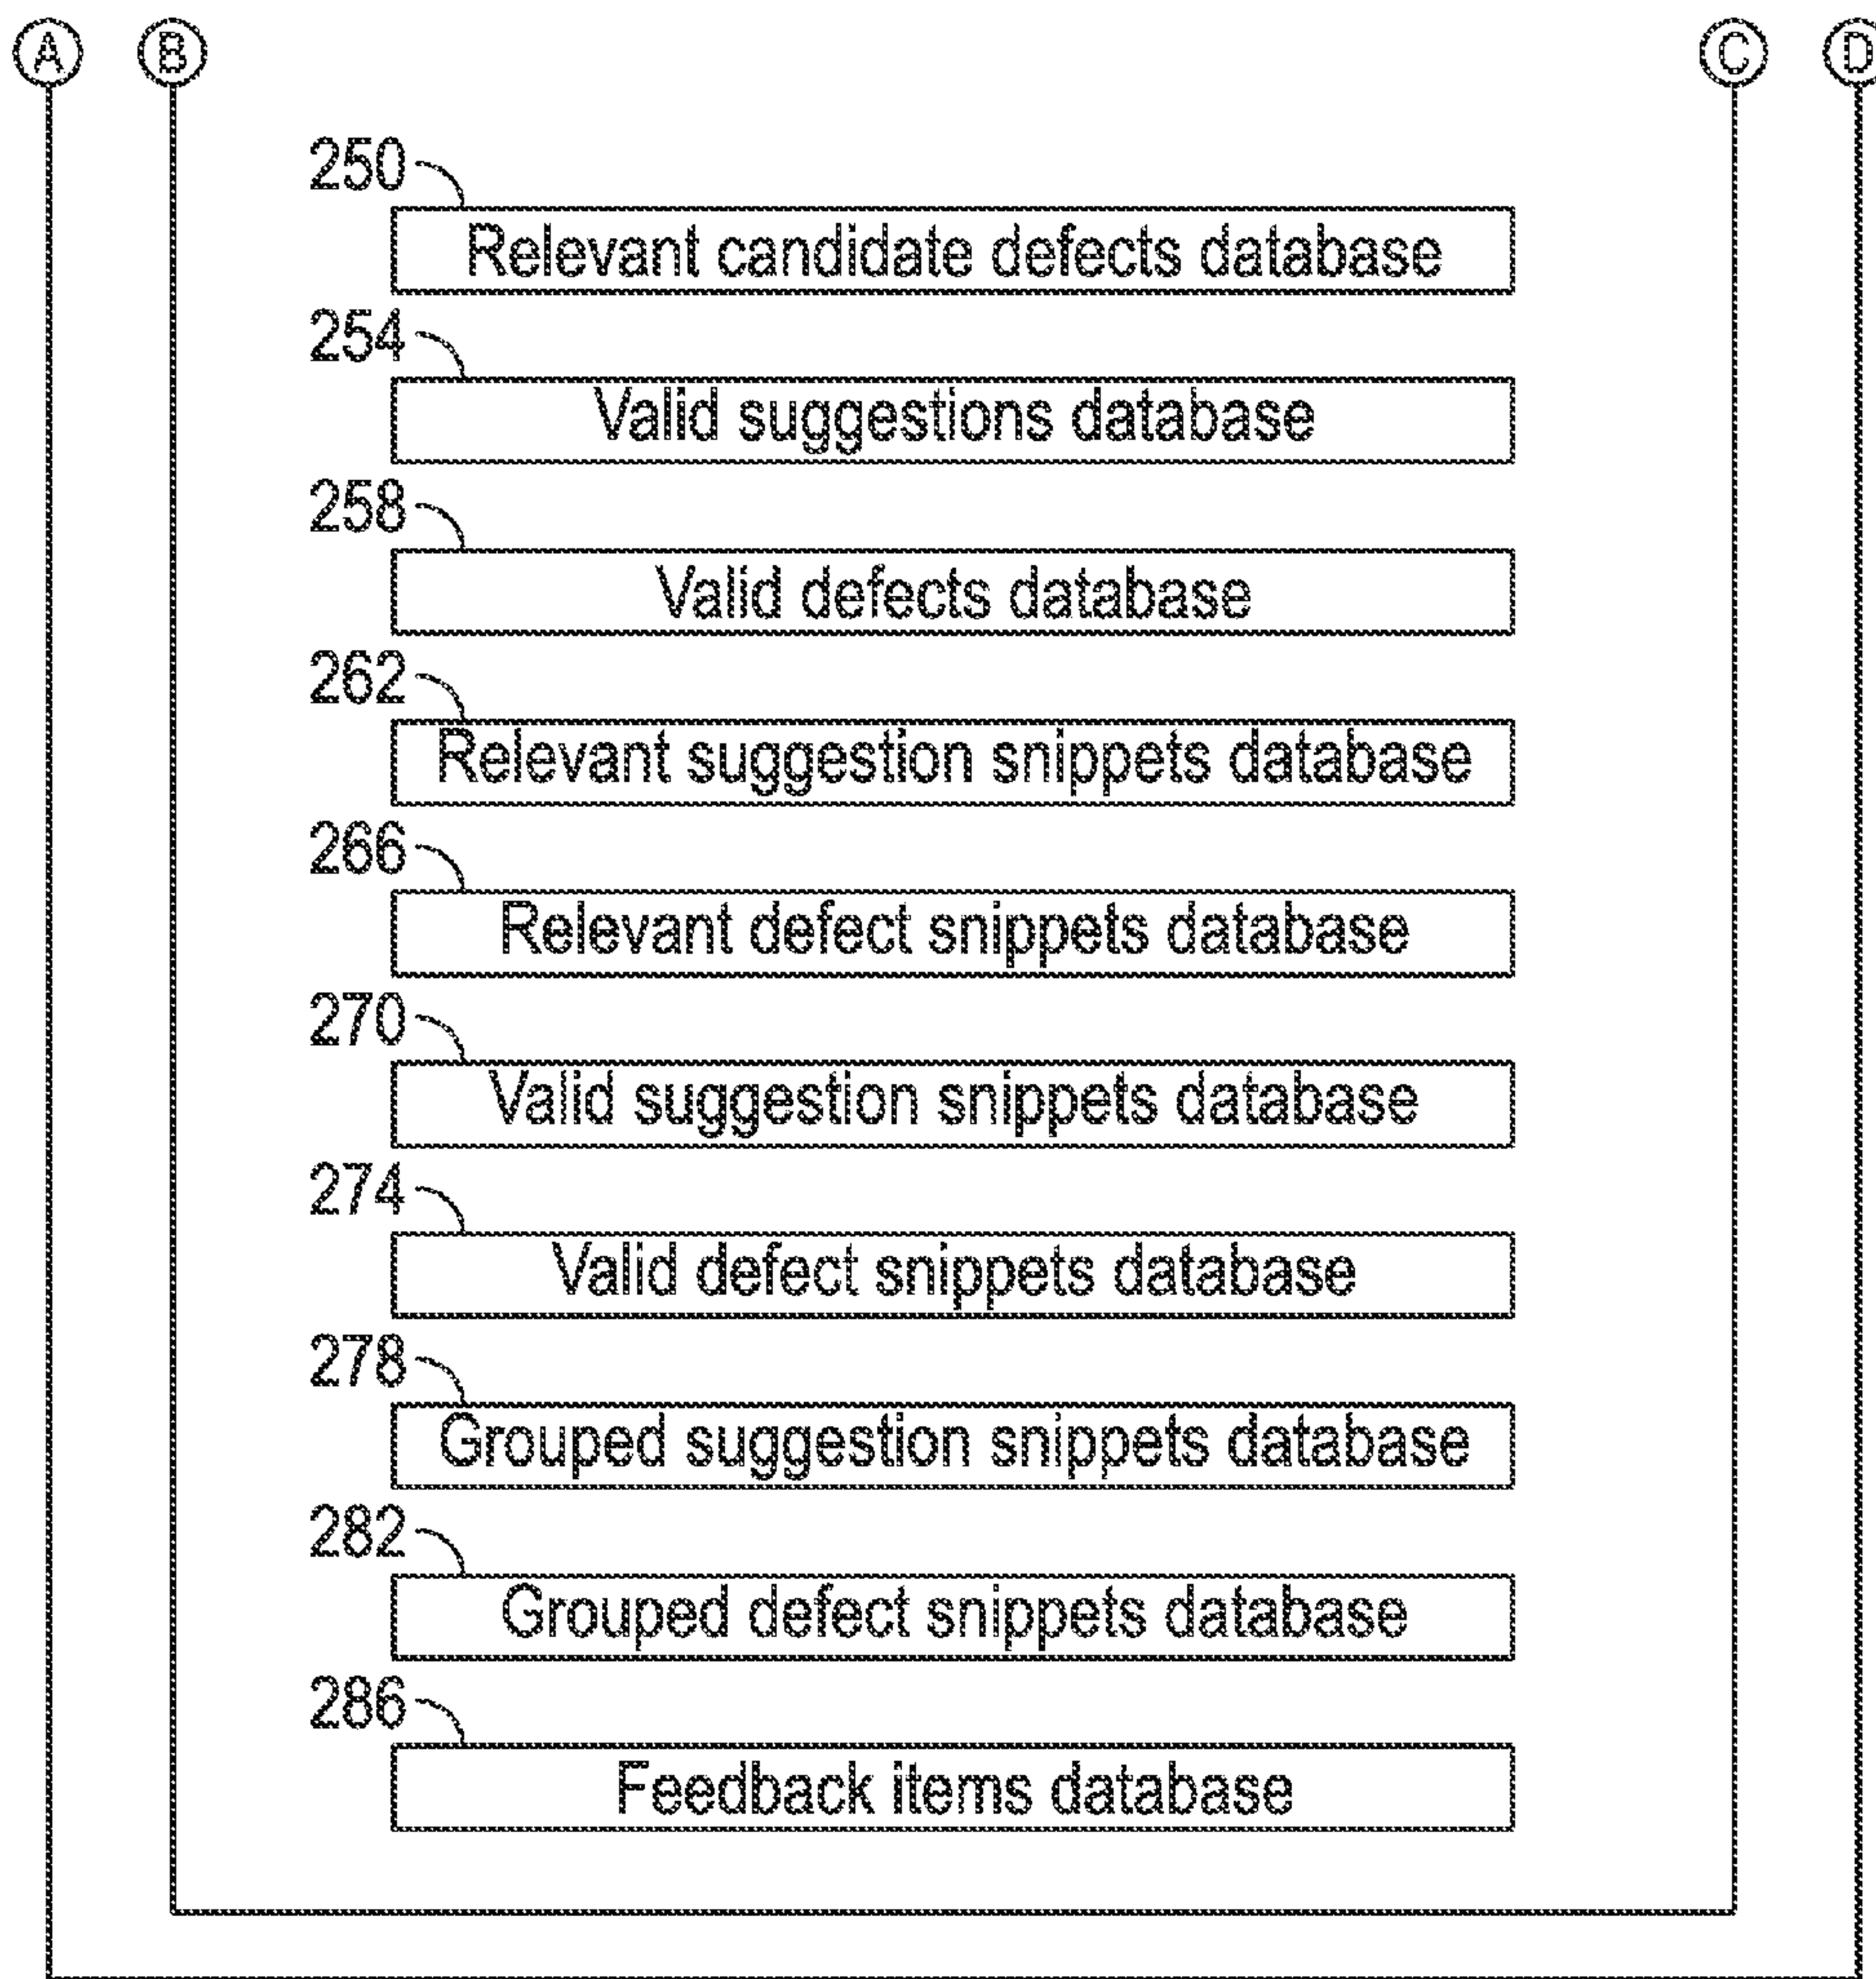 A B C D
250
Relevant candidate defects database
254
Valid suggestions database
258
Valid defects database
262
Relevant suggestion snippets database
266
Relevant defect snippets database
270
Valid suggestion snippets database
274
Valid defect snippets database
278
Grouped suggestion snippets database
282
Grouped defect snippets database
286
Feedback items database